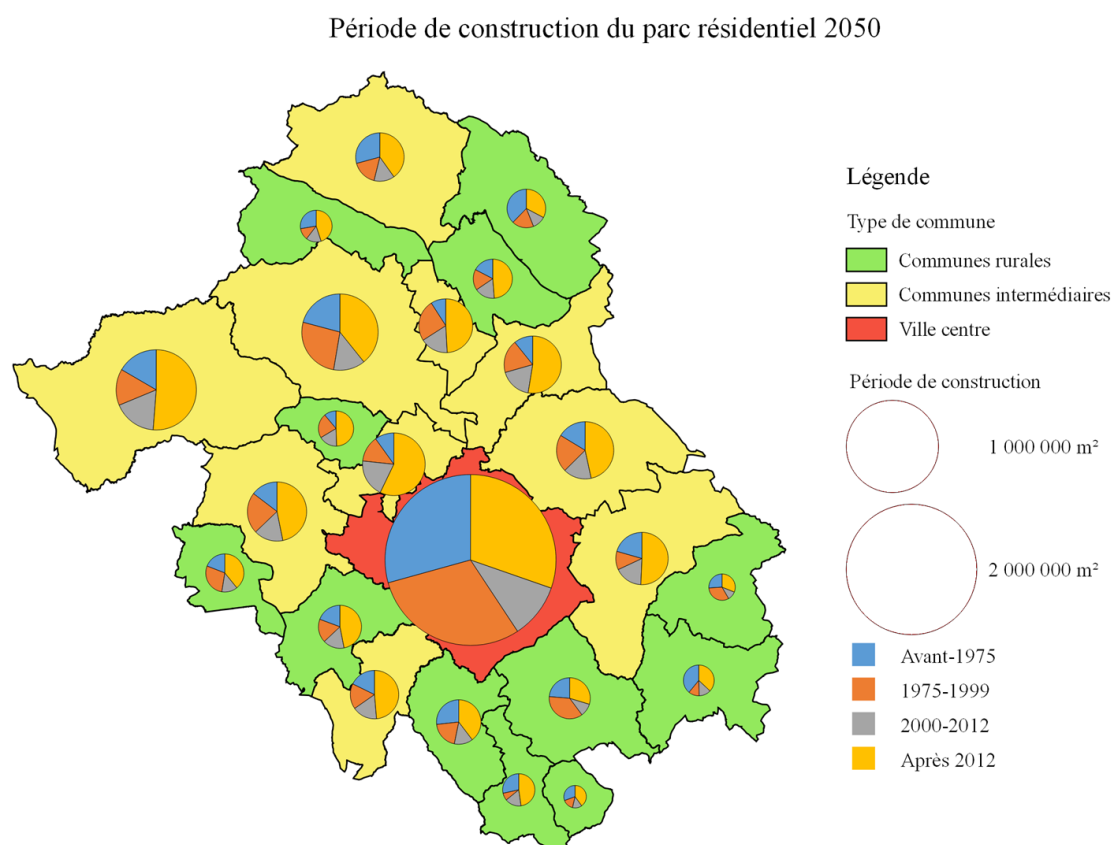 Période de construction du parc résidentiel 2050
Légende
Type de commune
Communes rurales
Communes intermédiaires
Ville centre
Période de construction
1 000 000 m²
2 000 000 m²
Avant-1975
1975-1999
2000-2012
Après 2012